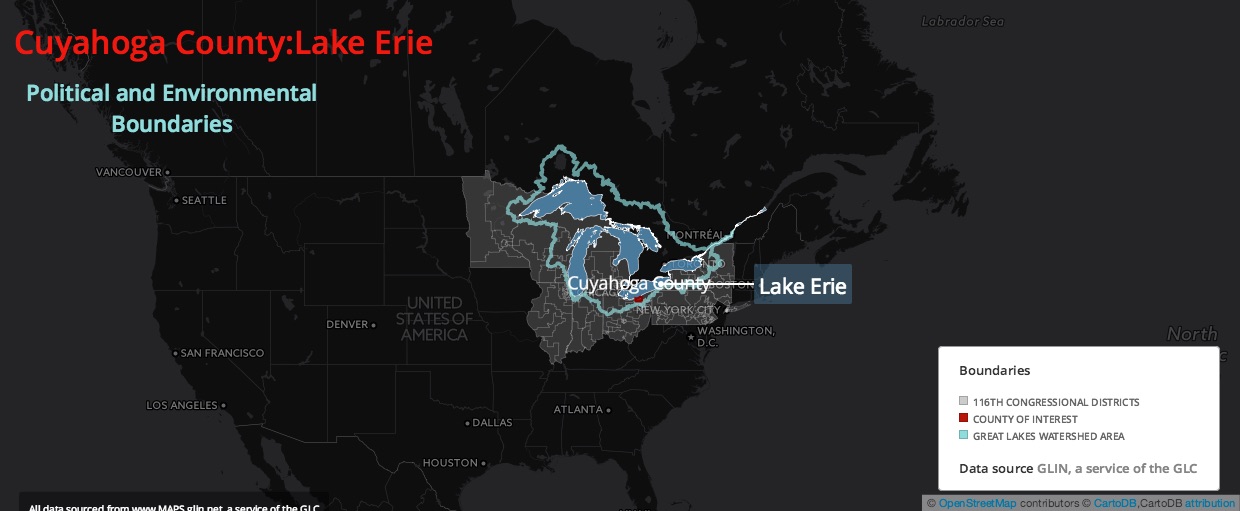 Labrador Sea
Cuyahoga County:Lake Erie
Political and Environmental
Boundaries
VANCOUVER
SEATTLE
MONTRÉAL
TORONTO
Cuyahoga County
Lake Erie
BOSTON
CHICAGO
UNITED
STATES OF
AMERICA
NEW YORK CITY
DENVER
WASHINGTON,
D.C.
North
SAN FRANCISCO
LOS ANGELES
ATLANTA
DALLAS
HOUSTON
Boundaries
116TH CONGRESSIONAL DISTRICTS
COUNTY OF INTEREST
GREAT LAKES WATERSHED AREA
Data source GLIN, a service of the GLC
All data sourced from www.MAPS.glin.net, a service of the GLC
© OpenStreetMap contributors © CartoDB,CartoDB attribution